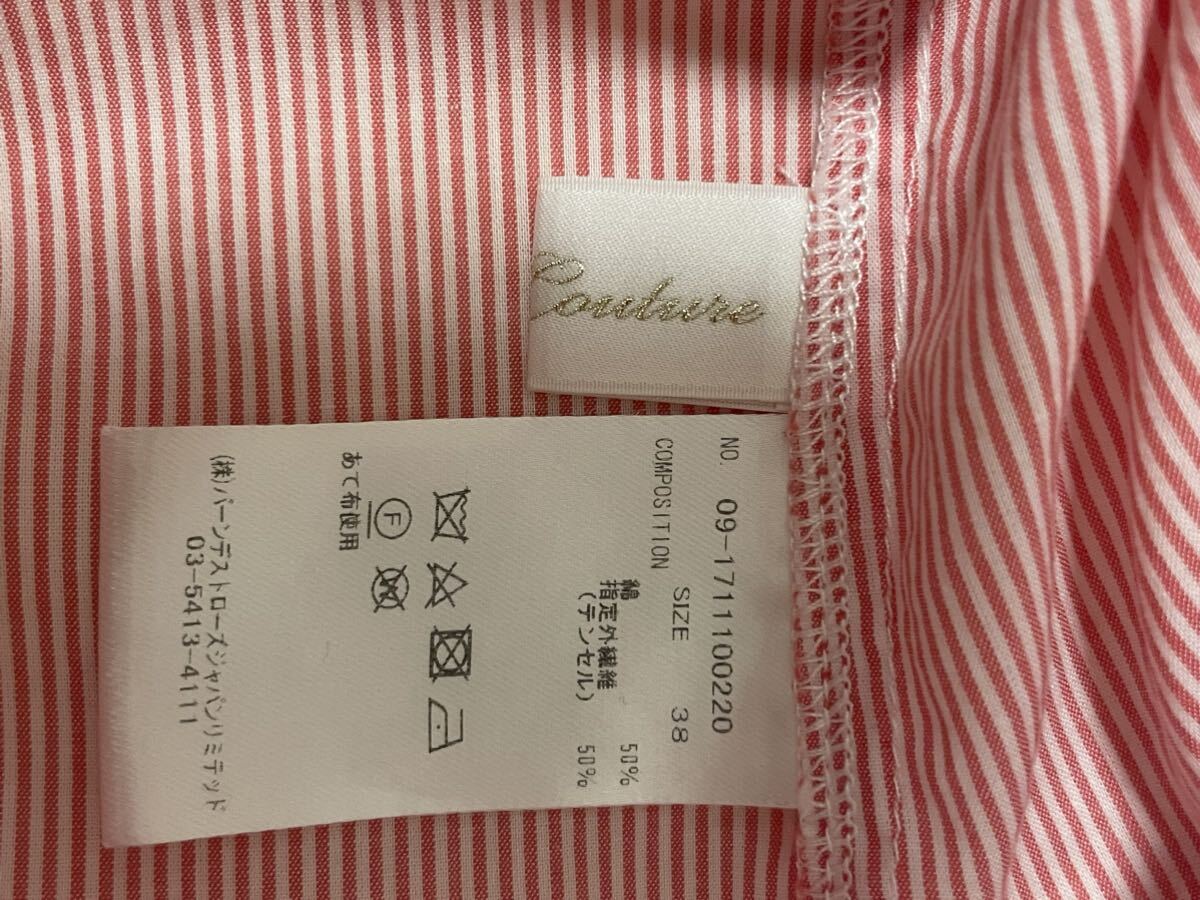 Couture
NO. 09-1711100220
SIZE 38
COMPOSITION
綿 50%
指定外繊維
(テンセル) 50%
F
あて布使用
(株)バーンデストローズジャパンリミテッド
03-5413-4111